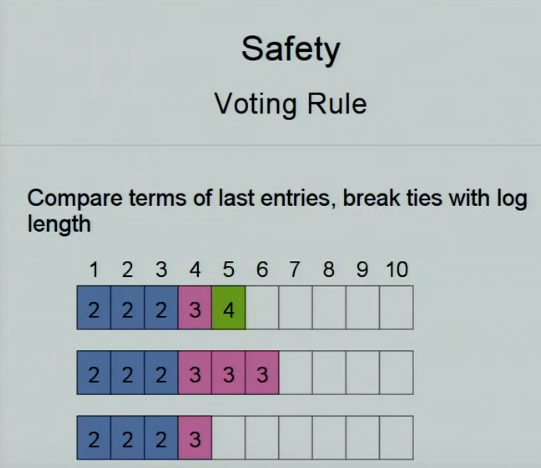 Safety
Voting Rule
Compare terms of last entries, break ties with log
length
1 2 3 4 5 6 7 8 9 10
2 2 2 3 4
2 2 2 3 3 3
2 2 2 3